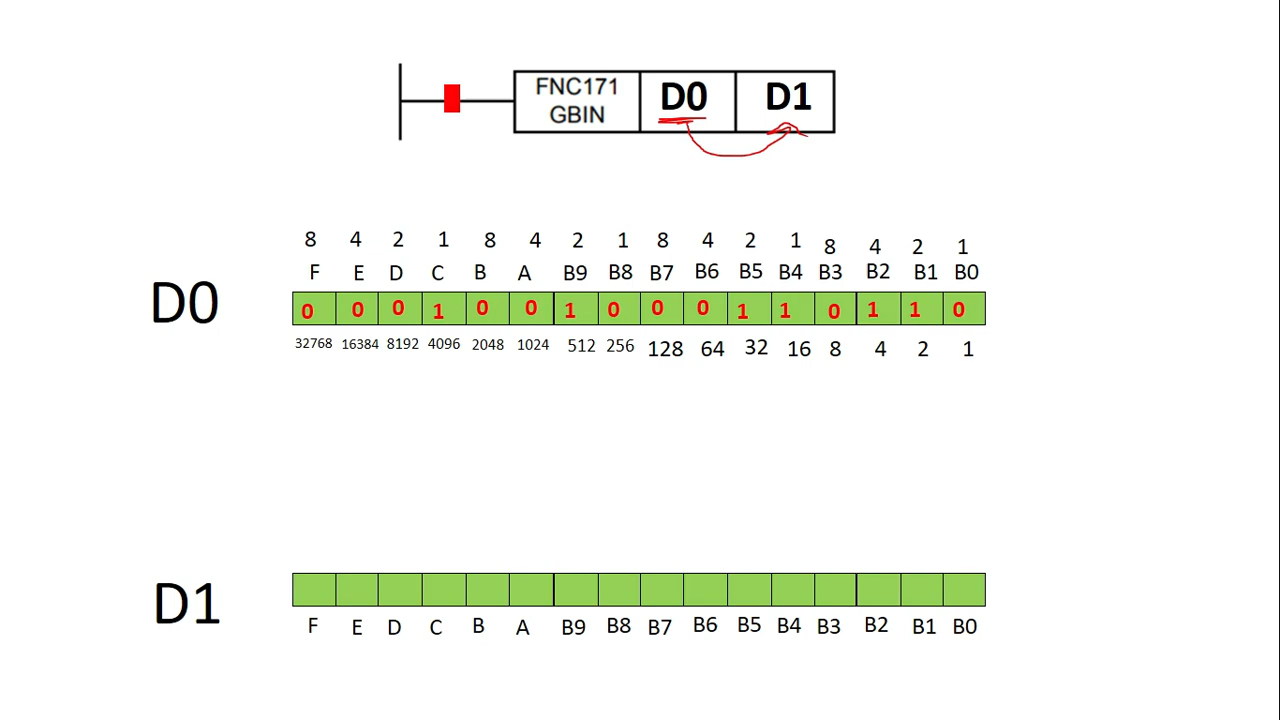 FNC171 D0 D1
GBIN
8 4 2 1 8 4 2 1 8 4 2 1 8 4 2 1
F E D C B A B9 B8 B7 B6 B5 B4 B3 B2 B1 B0
D0 0 0 0 1 0 0 1 0 0 0 1 1 0 1 1 0
32768 16384 8192 4096 2048 1024 512 256 128 64 32 16 8 4 2 1
D1
F E D C B A B9 B8 B7 B6 B5 B4 B3 B2 B1 B0